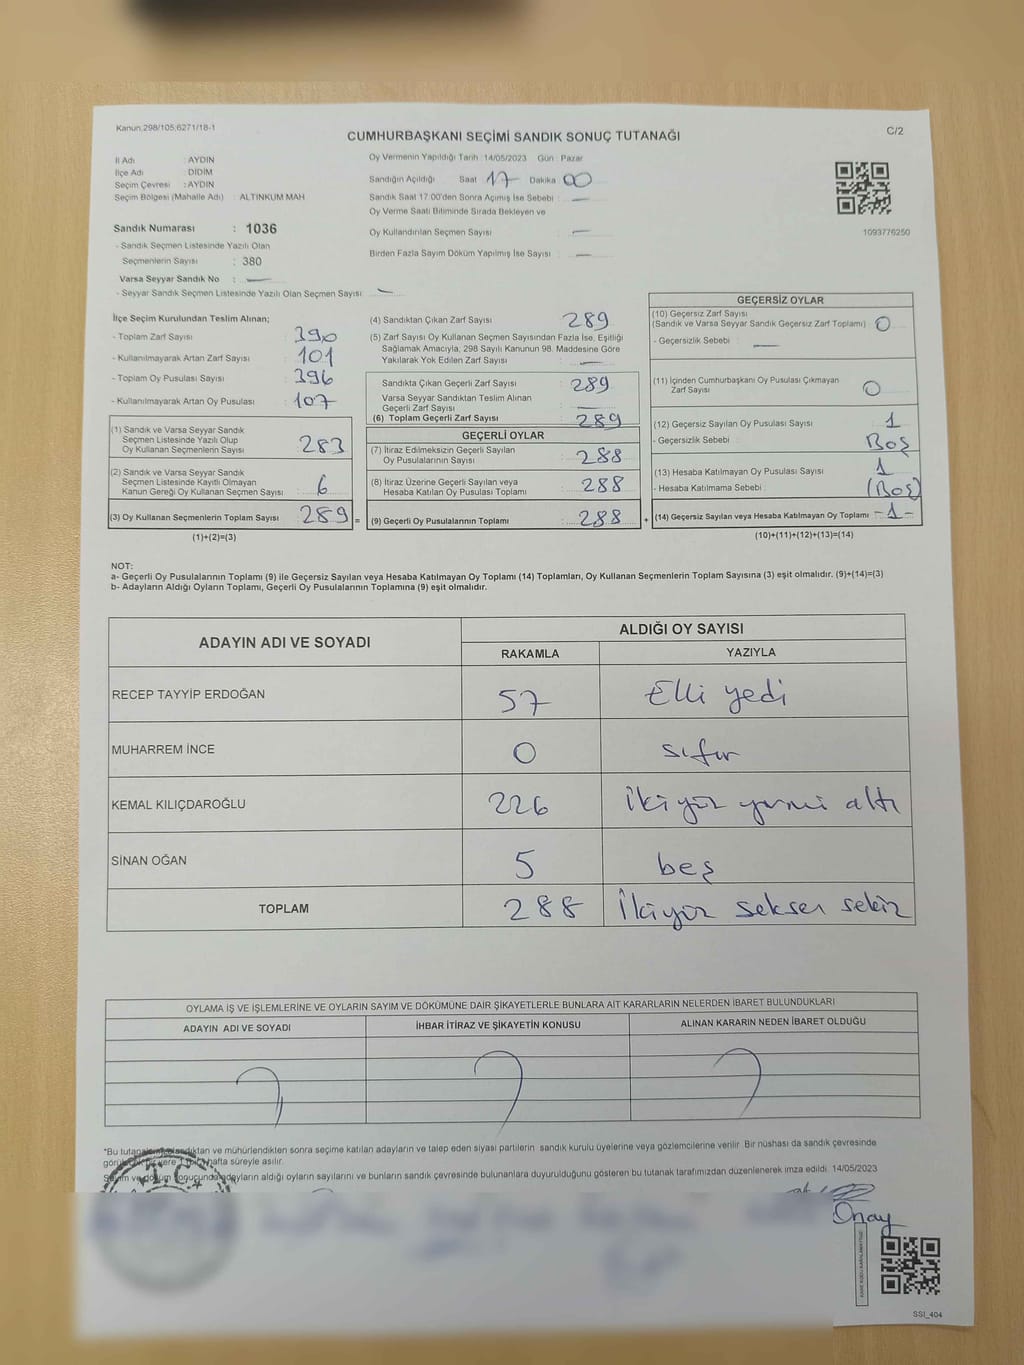 Kanun.298/105,6271/18-1
C/2
CUMHURBAŞKANI SEÇİMİ SANDIK SONUÇ TUTANAĞI
İl Adı : AYDIN
İlçe Adı : DİDİM
Seçim Çevresi : AYDIN
Seçim Bölgesi (Mahalle Adı) : ALTINKUM MAH
Sandık Numarası : 1036
- Sandık Seçmen Listesinde Yazılı Olan
Seçmenlerin Sayısı : 380
Varsa Seyyar Sandık No : —
- Seyyar Sandık Seçmen Listesinde Yazılı Olan Seçmen Sayısı : —
Oy Vermenin Yapıldığı Tarih : 14/05/2023 Gün : Pazar
Sandığın Açıldığı Saat 17 Dakika 00
Sandık Saat 17:00'den Sonra Açımış İse Sebebi : —
Oy Verme Saati Bitiminde Sırada Bekleyen ve
Oy Kullandırılan Seçmen Sayısı : —
Birden Fazla Sayım Döküm Yapılmış İse Sayısı : —
1093776250
İlçe Seçim Kurulundan Teslim Alınan;
- Toplam Zarf Sayısı : 390
- Kullanılmayarak Artan Zarf Sayısı : 101
- Toplam Oy Pusulası Sayısı : 396
- Kullanılmayarak Artan Oy Pusulası : 107
(1) Sandık ve Varsa Seyyar Sandık
Seçmen Listesinde Yazılı Olup
Oy Kullanan Seçmenlerin Sayısı : 283
(2) Sandık ve Varsa Seyyar Sandık
Seçmen Listesinde Kayıtlı Olmayan
Kanun Gereği Oy Kullanan Seçmen Sayısı : 6
(3) Oy Kullanan Seçmenlerin Toplam Sayısı : 289 =
(1)+(2)=(3)
(4) Sandıktan Çıkan Zarf Sayısı : 289
(5) Zarf Sayısı Oy Kullanan Seçmen Sayısından Fazla İse, Eşitliği
Sağlamak Amacıyla, 298 Sayılı Kanunun 98. Maddesine Göre
Yakılarak Yok Edilen Zarf Sayısı : —
Sandıkta Çıkan Geçerli Zarf Sayısı : 289
Varsa Seyyar Sandıktan Teslim Alınan
Geçerli Zarf Sayısı : —
(6) Toplam Geçerli Zarf Sayısı : 289
GEÇERLİ OYLAR
(7) İtiraz Edilmeksizin Geçerli Sayılan
Oy Pusulalarının Sayısı : 288
(8) İtiraz Üzerine Geçerli Sayılan veya
Hesaba Katılan Oy Pusulası Toplamı : 288
(9) Geçerli Oy Pusulalarının Toplamı : 288 +
GEÇERSİZ OYLAR
(10) Geçersiz Zarf Sayısı
(Sandık ve Varsa Seyyar Sandık Geçersiz Zarf Toplamı) : 0
- Geçersizlik Sebebi : —
(11) İçinden Cumhurbaşkanı Oy Pusulası Çıkmayan
Zarf Sayısı : 0
(12) Geçersiz Sayılan Oy Pusulası Sayısı : 1
- Geçersizlik Sebebi : Boş
(13) Hesaba Katılmayan Oy Pusulası Sayısı : 1
- Hesaba Katılmama Sebebi : (Boş)
(14) Geçersiz Sayılan veya Hesaba Katılmayan Oy Toplamı : -1-
(10)+(11)+(12)+(13)=(14)
NOT:
a- Geçerli Oy Pusulalarının Toplamı (9) ile Geçersiz Sayılan veya Hesaba Katılmayan Oy Toplamı (14) Toplamları, Oy Kullanan Seçmenlerin Toplam Sayısına (3) eşit olmalıdır. (9)+(14)=(3)
b- Adayların Aldığı Oyların Toplamı, Geçerli Oy Pusulalarının Toplamına (9) eşit olmalıdır.
ADAYIN ADI VE SOYADI
ALDIĞI OY SAYISI
RAKAMLA YAZIYLA
RECEP TAYYİP ERDOĞAN 57 Elli yedi
MUHARREM İNCE 0 sıfır
KEMAL KILIÇDAROĞLU 226 İkiyüz yirmi altı
SİNAN OĞAN 5 beş
TOPLAM 288 İkiyüz seksen sekiz
OYLAMA İŞ VE İŞLEMLERİNE VE OYLARIN SAYIM VE DÖKÜMÜNE DAİR ŞİKAYETLERLE BUNLARA AİT KARARLARIN NELERDEN İBARET BULUNDUKLARI
ADAYIN ADI VE SOYADI İHBAR İTİRAZ VE ŞİKAYETİN KONUSU ALINAN KARARIN NEDEN İBARET OLDUĞU
*Bu sandıktan ve mühürlendikten sonra seçime katılan adayların ve talep eden siyasi partilerin sandık kurulu üyelerine veya gözlemcilerine verilir. Bir nüshası da sandık çevresinde
hafta süreyle asılır.
adayların aldığı oyların sayılarını ve bunların sandık çevresinde bulunanlara duyurulduğunu gösteren bu tutanak tarafımızdan düzenlenerek imza edildi. 14/05/2023
T.C.
Onay
SSI_404